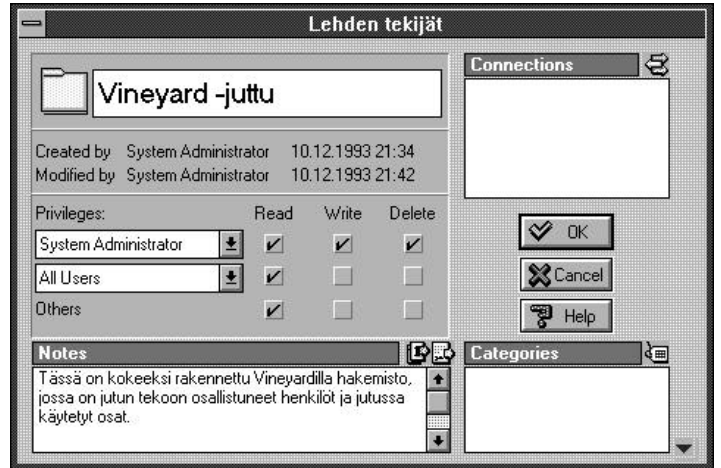 Lehden tekijät
Vineyard -juttu
Created by System Administrator 10.12.1993 21:34
Modified by System Administrator 10.12.1993 21:42
Privileges: Read Write Delete
System Administrator
All Users
Others
Notes
Tässä on kokeeksi rakennettu Vineyardilla hakemisto,
jossa on jutun tekoon osallistuneet henkilöt ja jutussa
käytetyt osat.
Connections
OK
Cancel
Help
Categories